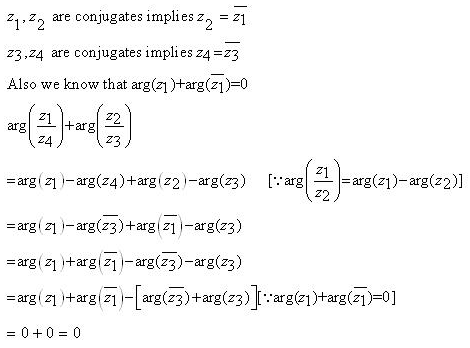 z₁, z₂ are conjugates implies z₂ = z̅₁
z₃,z₄ are conjugates implies z₄=z̅₃
Also we know that arg(z₁)+arg(z̅₁)=0
arg(z₁/z₄)+arg(z₂/z₃)
=arg(z₁)−arg(z₄)+arg(z₂)−arg(z₃) [∵arg(z₁/z₂)=arg(z₁)−arg(z₂)]
=arg(z₁)−arg(z̅₃)+arg(z̅₁)−arg(z₃)
=arg(z₁)+arg(z̅₁)−arg(z̅₃)−arg(z₃)
=arg(z₁)+arg(z̅₁)−[arg(z̅₃)+arg(z₃)][∵arg(z₁)+arg(z̅₁)=0]
= 0+0 = 0